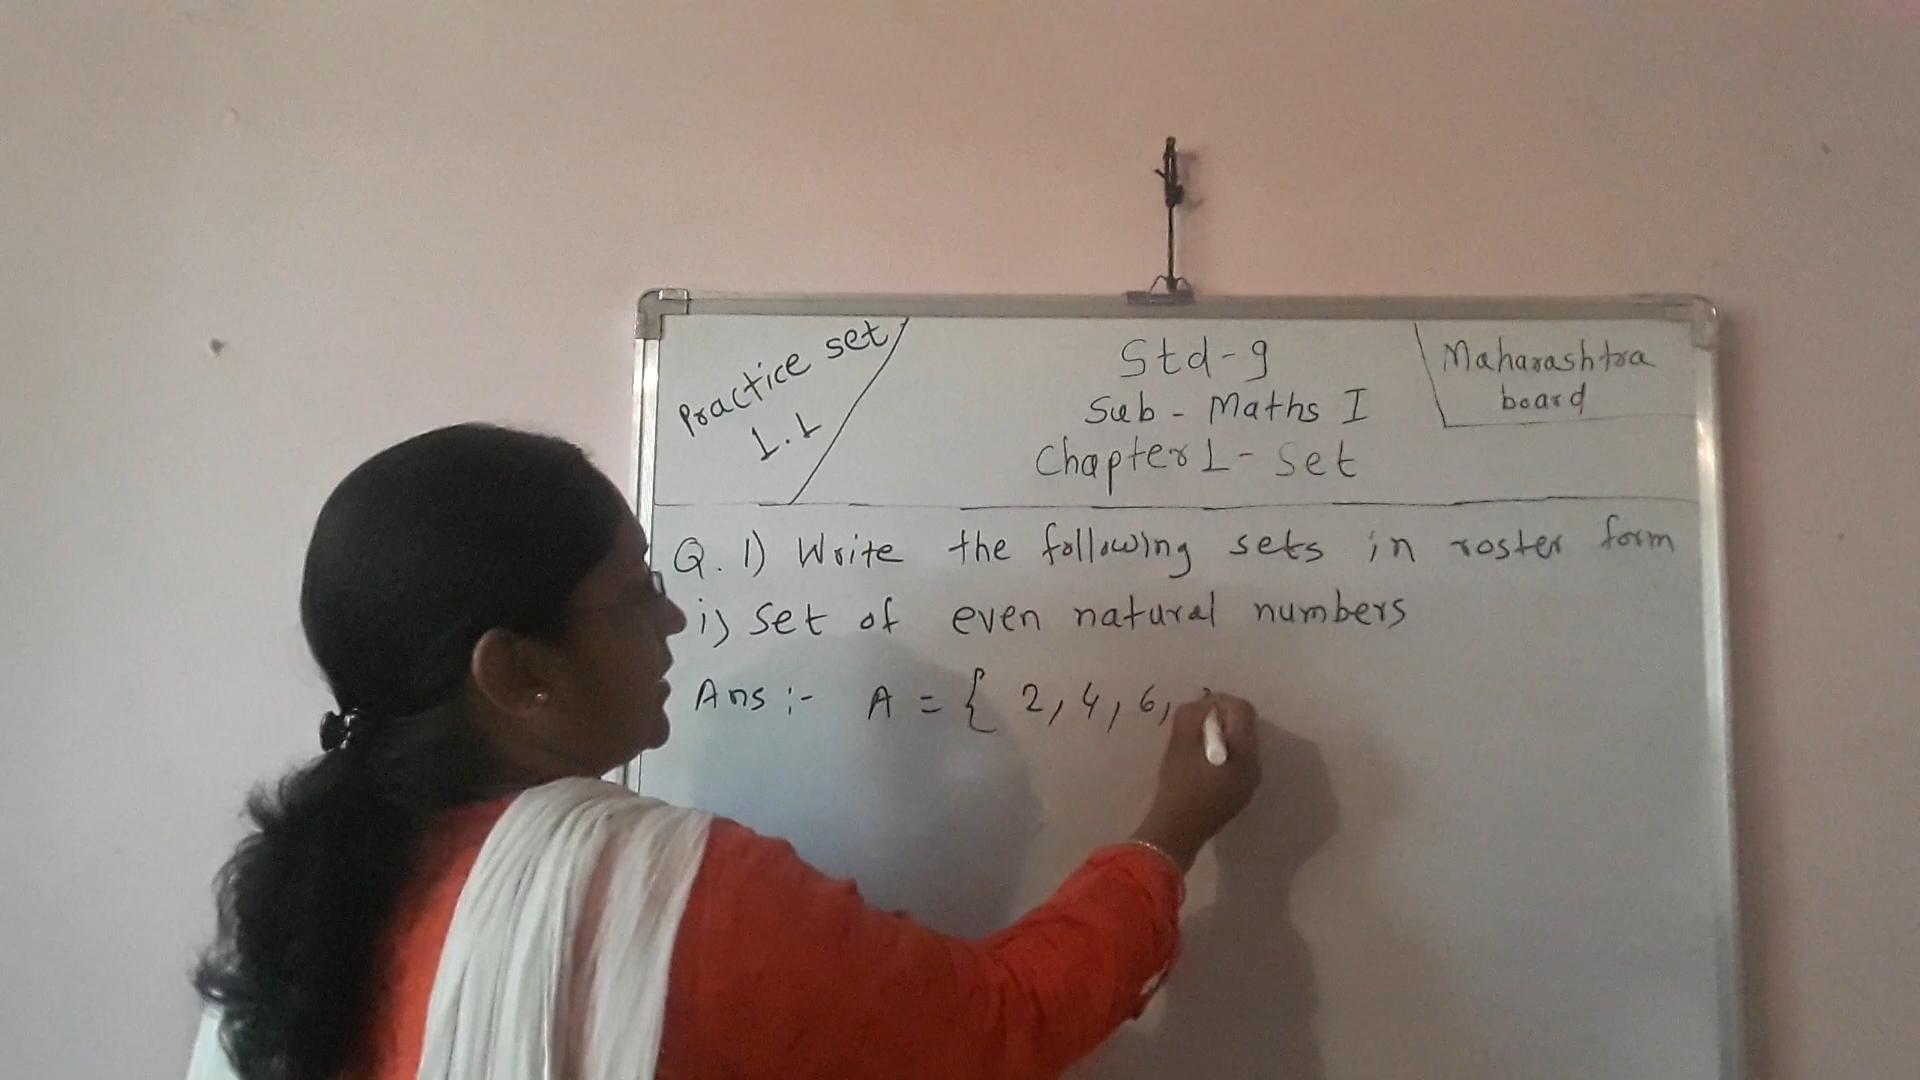 Practice set
1.1
Std-9
Sub - Maths I
Chapter 1 - Set
Maharashtra
board
Q. 1) Write the following sets in roster form
i) Set of even natural numbers
Ans :- A = { 2, 4, 6,